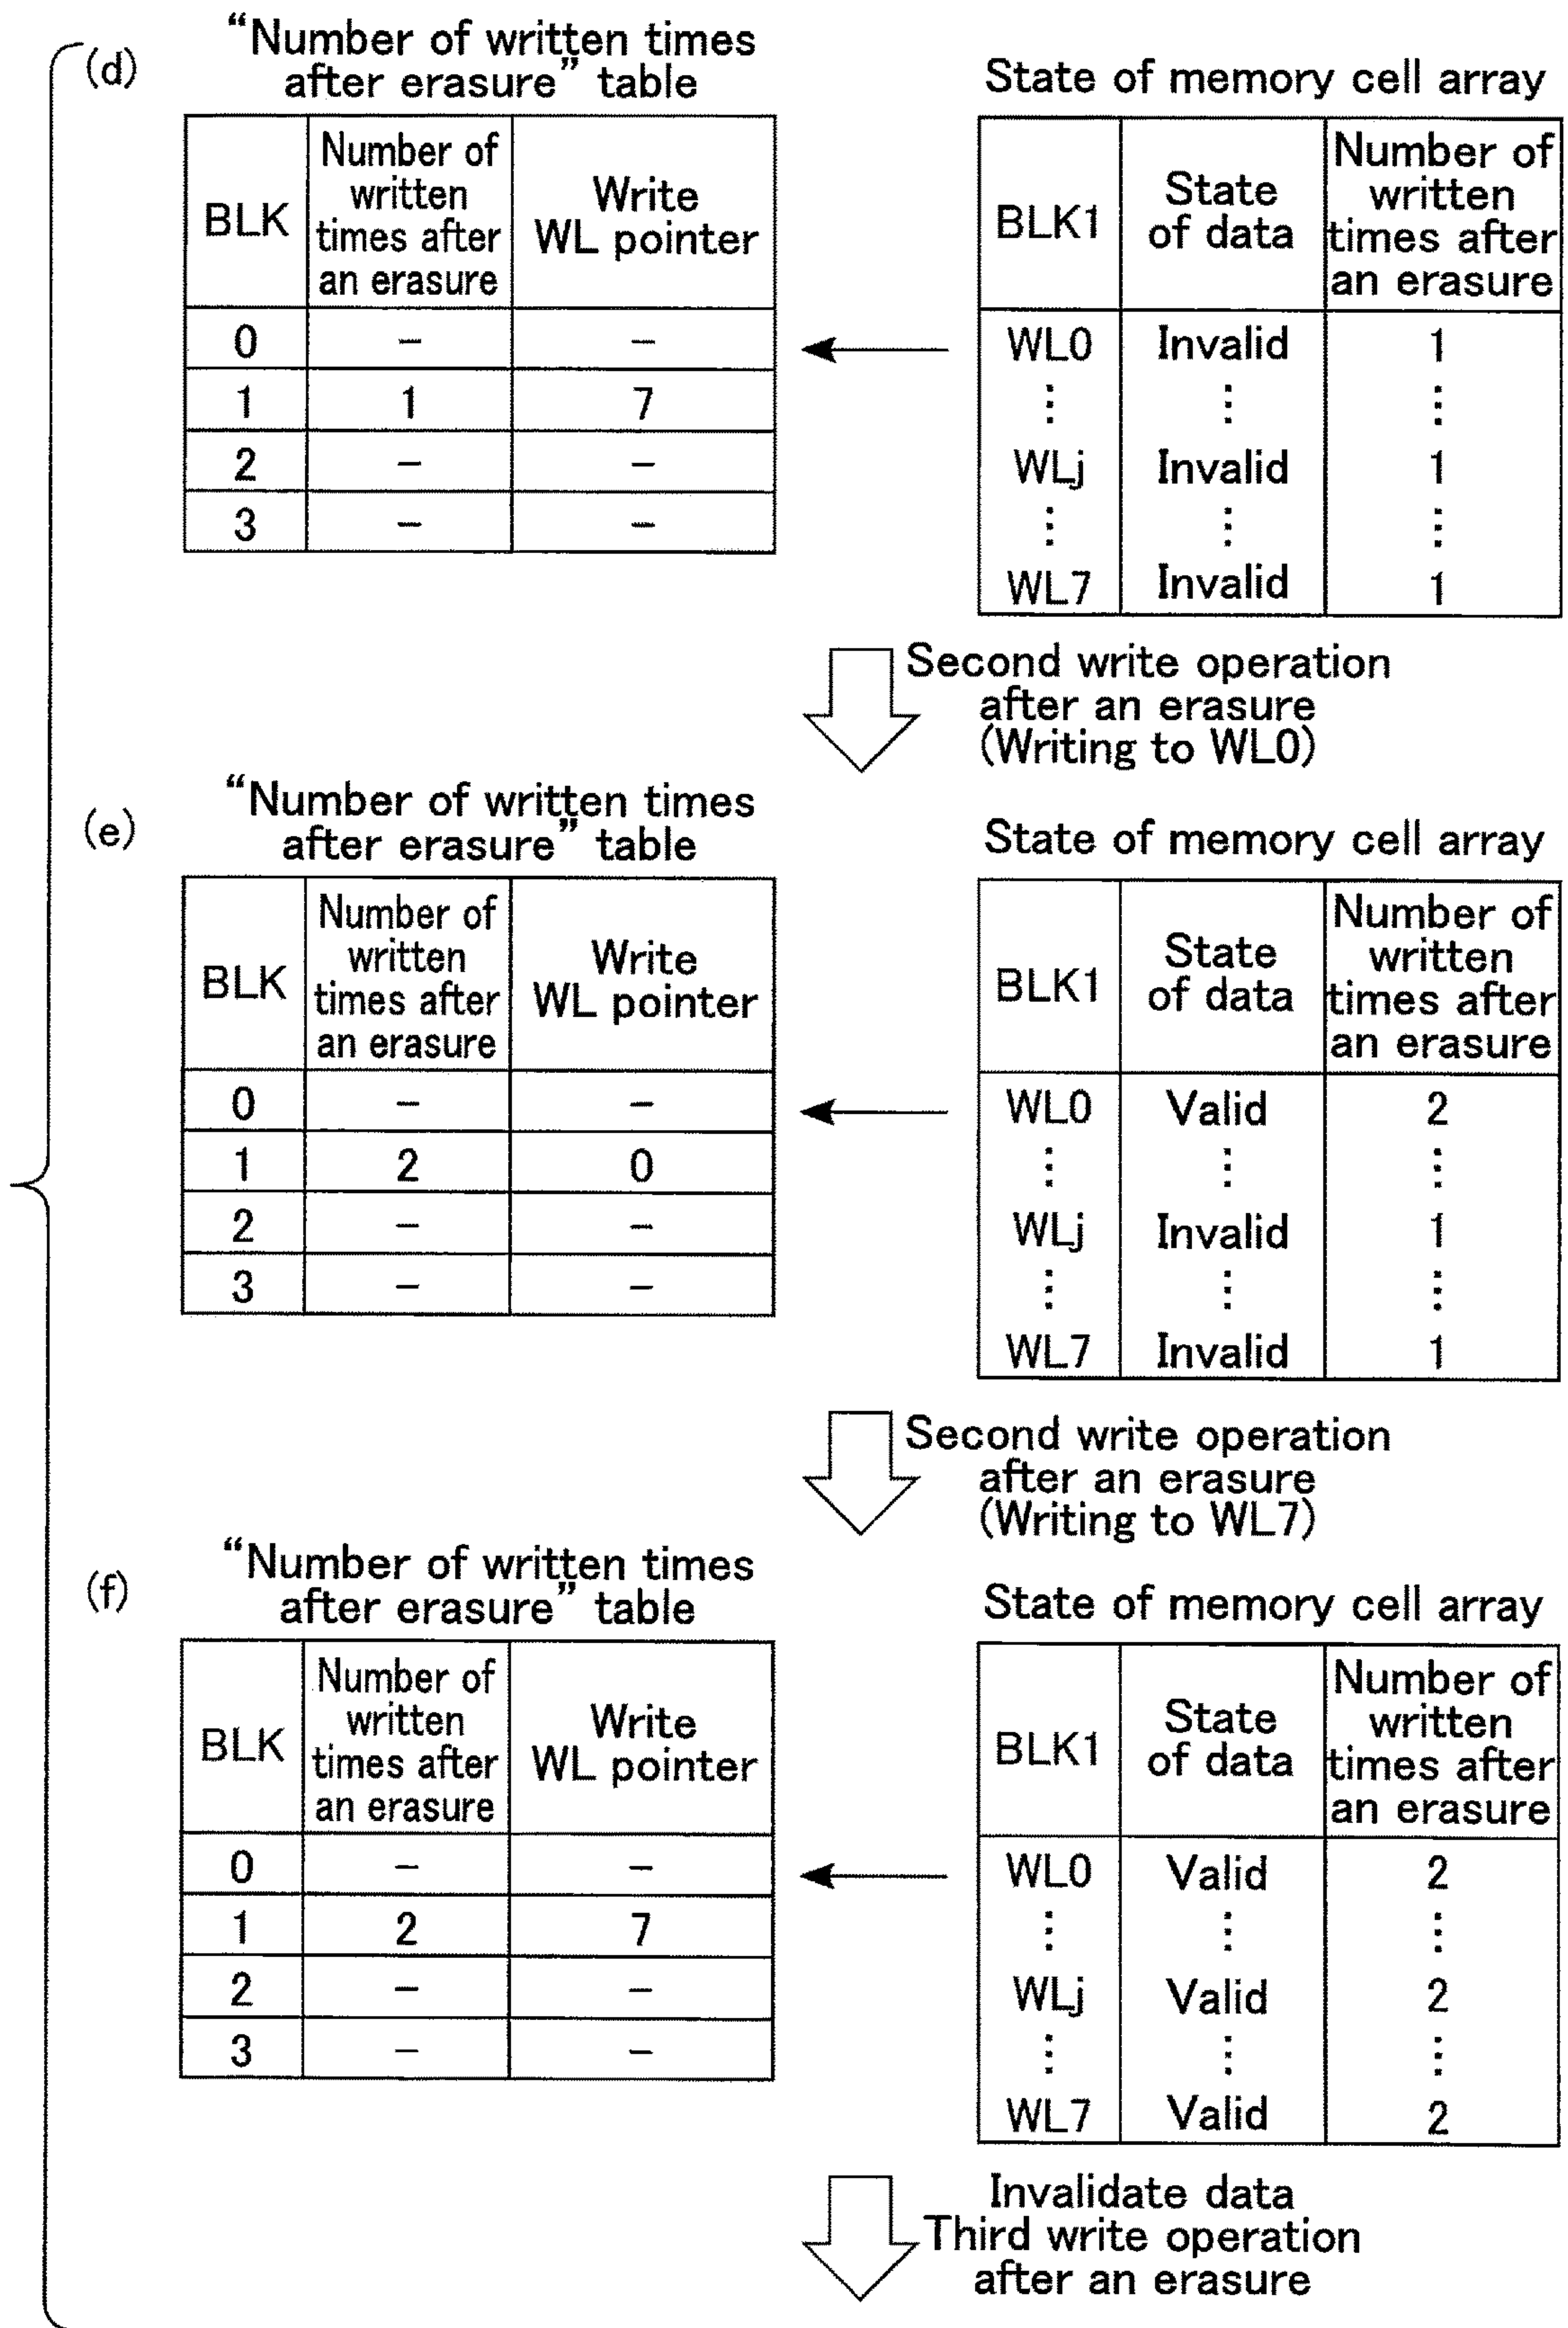 (d)
“Number of written times
after erasure” table
BLK
Number of
written
times after
an erasure
Write
WL pointer
0 – –
1 1 7
2 – –
3 – –
State of memory cell array
BLK1
State
of data
Number of
written
times after
an erasure
WL0 Invalid 1
⋮ ⋮ ⋮
WLj Invalid 1
⋮ ⋮ ⋮
WL7 Invalid 1
Second write operation
after an erasure
(Writing to WL0)
(e)
“Number of written times
after erasure” table
BLK
Number of
written
times after
an erasure
Write
WL pointer
0 – –
1 2 0
2 – –
3 – –
State of memory cell array
BLK1
State
of data
Number of
written
times after
an erasure
WL0 Valid 2
⋮ ⋮ ⋮
WLj Invalid 1
⋮ ⋮ ⋮
WL7 Invalid 1
Second write operation
after an erasure
(Writing to WL7)
(f)
“Number of written times
after erasure” table
BLK
Number of
written
times after
an erasure
Write
WL pointer
0 – –
1 2 7
2 – –
3 – –
State of memory cell array
BLK1
State
of data
Number of
written
times after
an erasure
WL0 Valid 2
⋮ ⋮ ⋮
WLj Valid 2
⋮ ⋮ ⋮
WL7 Valid 2
Invalidate data
Third write operation
after an erasure